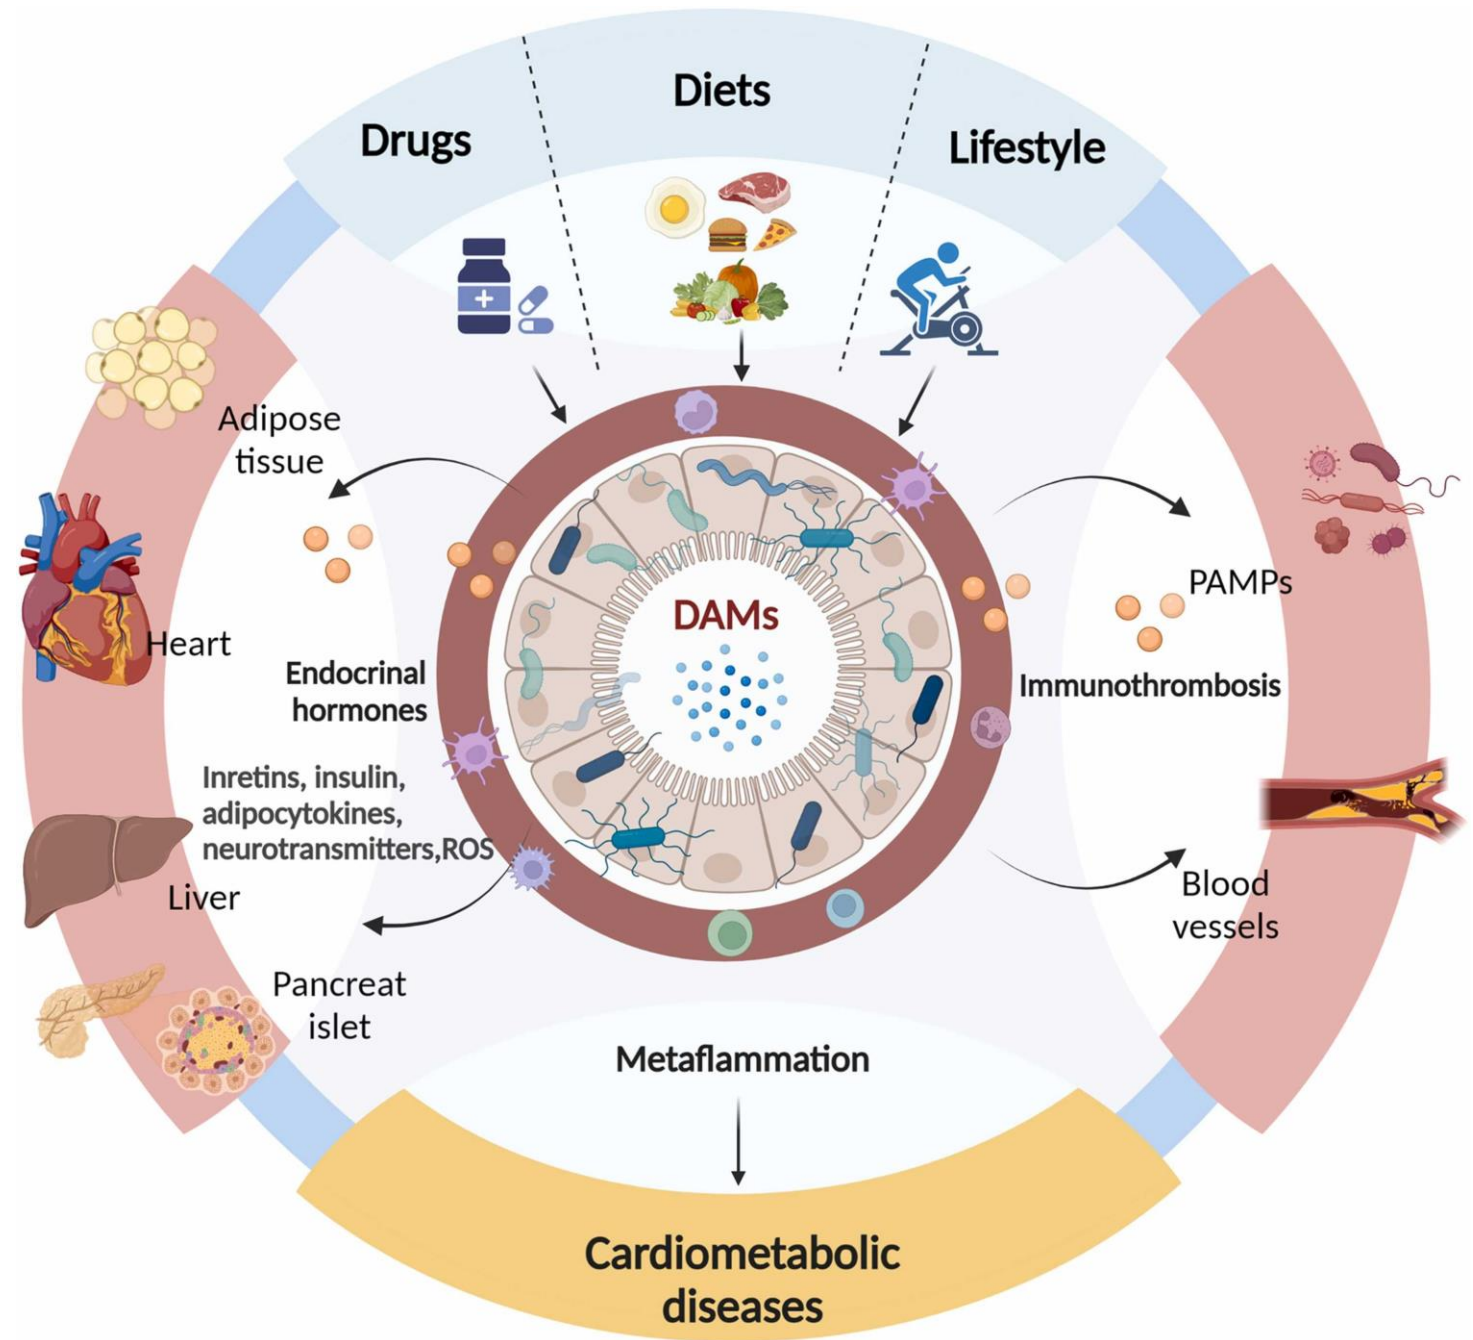 Diets
Drugs
Lifestyle
Adipose
tissue
Heart
Endocrinal
hormones
Inretins, insulin,
adipocytokines,
neurotransmitters,ROS
Liver
Pancreat
islet
DAMs
PAMPs
Immunothrombosis
Blood
vessels
Metaflammation
Cardiometabolic
diseases